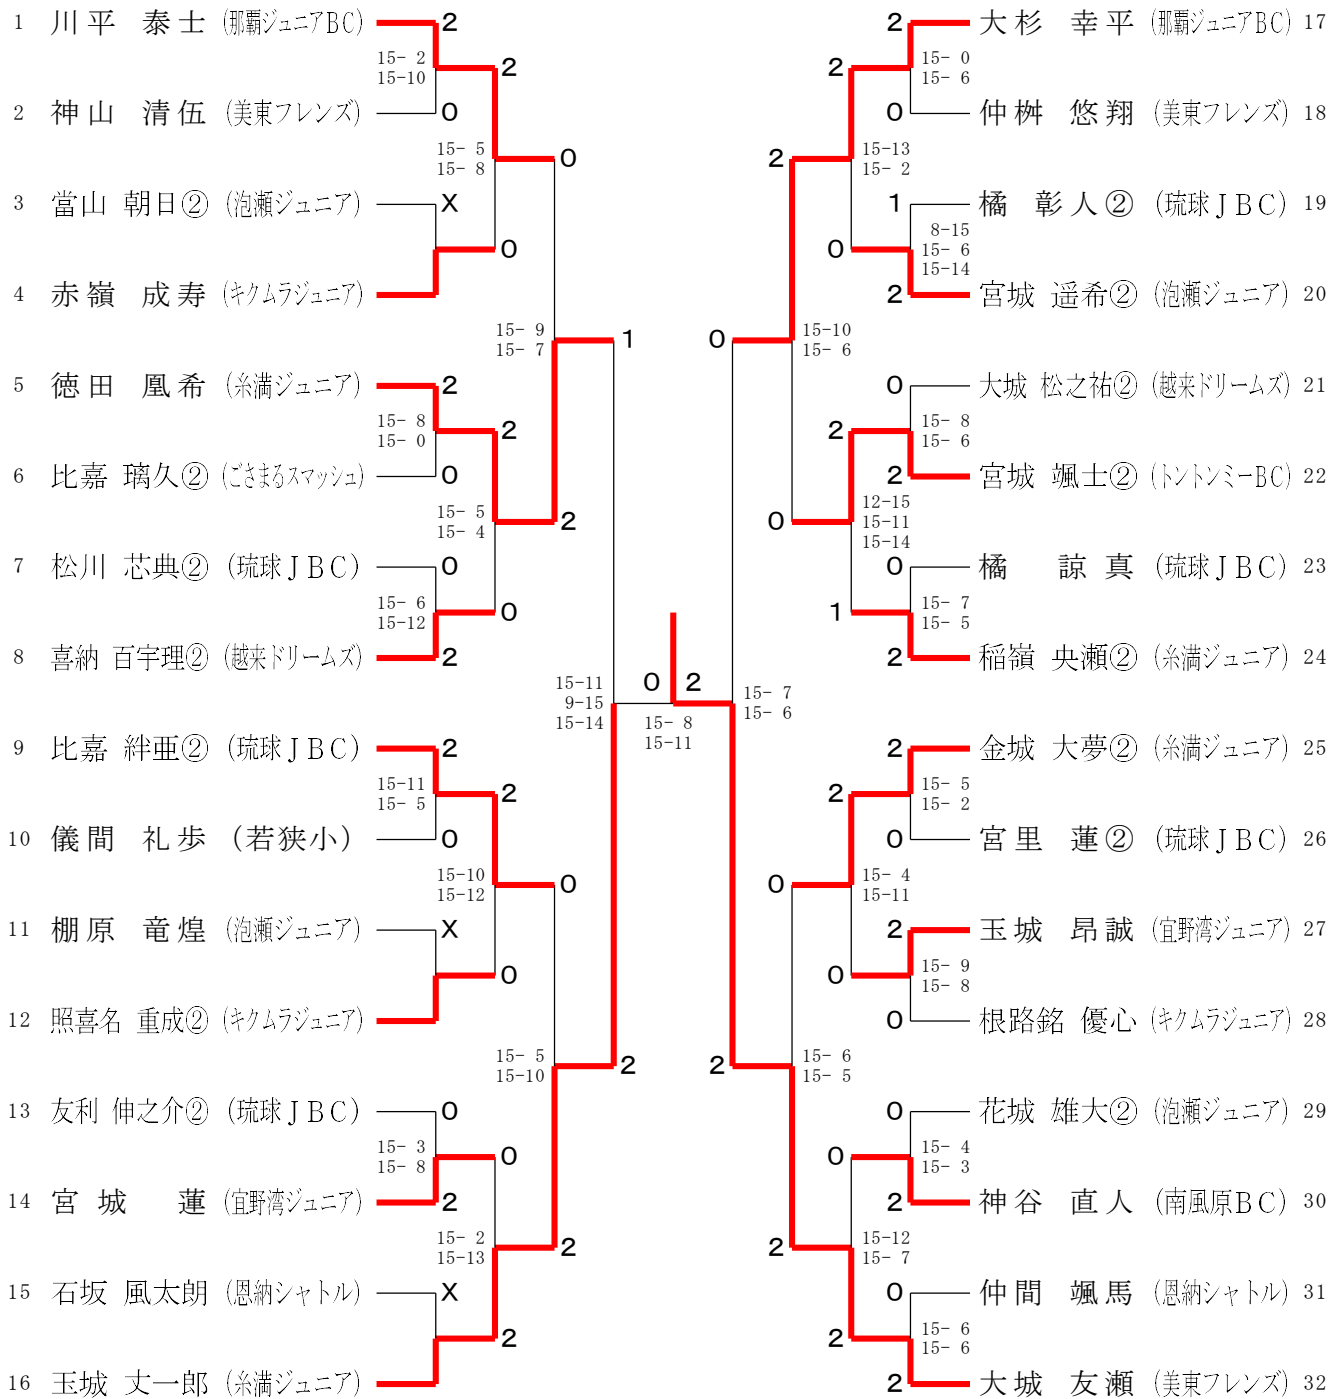 1 川平 泰士 (那覇ジュニアBC) 2
15- 2
15-10
2
2 神山 清伍 (美東フレンズ) 0
15- 5
15- 8
0
3 當山 朝日② (泡瀬ジュニア) X
0
4 赤嶺 成寿 (キクムラジュニア)
15- 9
15- 7
1
5 徳田 凰希 (糸満ジュニア) 2
15- 8
15- 0
2
6 比嘉 璃久② (ごさまるスマッシュ) 0
15- 5
15- 4
2
7 松川 芯典② (琉球ＪＢＣ) 0
15- 6
15-12
0
8 喜納 百宇理② (越来ドリームズ) 2
15-11
9-15
15-14
0 2
15- 8
15-11
9 比嘉 絆亜② (琉球ＪＢＣ) 2
15-11
15- 5
2
10 儀間 礼歩 (若狭小) 0
15-10
15-12
0
11 棚原 竜煌 (泡瀬ジュニア) X
0
12 照喜名 重成② (キクムラジュニア)
15- 5
15-10
2
13 友利 伸之介② (琉球ＪＢＣ) 0
15- 3
15- 8
0
14 宮城 蓮 (宜野湾ジュニア) 2
15- 2
15-13
2
15 石坂 風太朗 (恩納シャトル) X
2
16 玉城 丈一郎 (糸満ジュニア)
2 大杉 幸平 (那覇ジュニアBC) 17
2
15- 0
15- 6
0 仲桝 悠翔 (美東フレンズ) 18
2
15-13
15- 2
1 橘 彰人② (琉球ＪＢＣ) 19
0
8-15
15- 6
15-14
2 宮城 遥希② (泡瀬ジュニア) 20
0
15-10
15- 6
0 大城 松之祐② (越来ドリームズ) 21
2
15- 8
15- 6
2 宮城 颯士② (トントンミーBC) 22
0
12-15
15-11
15-14
0 橘 諒真 (琉球ＪＢＣ) 23
1
15- 7
15- 5
2 稲嶺 央瀬② (糸満ジュニア) 24
15- 7
15- 6
2 金城 大夢② (糸満ジュニア) 25
2
15- 5
15- 2
0 宮里 蓮② (琉球ＪＢＣ) 26
0
15- 4
15-11
2 玉城 昂誠 (宜野湾ジュニア) 27
0
15- 9
15- 8
0 根路銘 優心 (キクムラジュニア) 28
2
15- 6
15- 5
0 花城 雄大② (泡瀬ジュニア) 29
0
15- 4
15- 3
2 神谷 直人 (南風原ＢＣ) 30
2
15-12
15- 7
0 仲間 颯馬 (恩納シャトル) 31
2
15- 6
15- 6
2 大城 友瀬 (美東フレンズ) 32